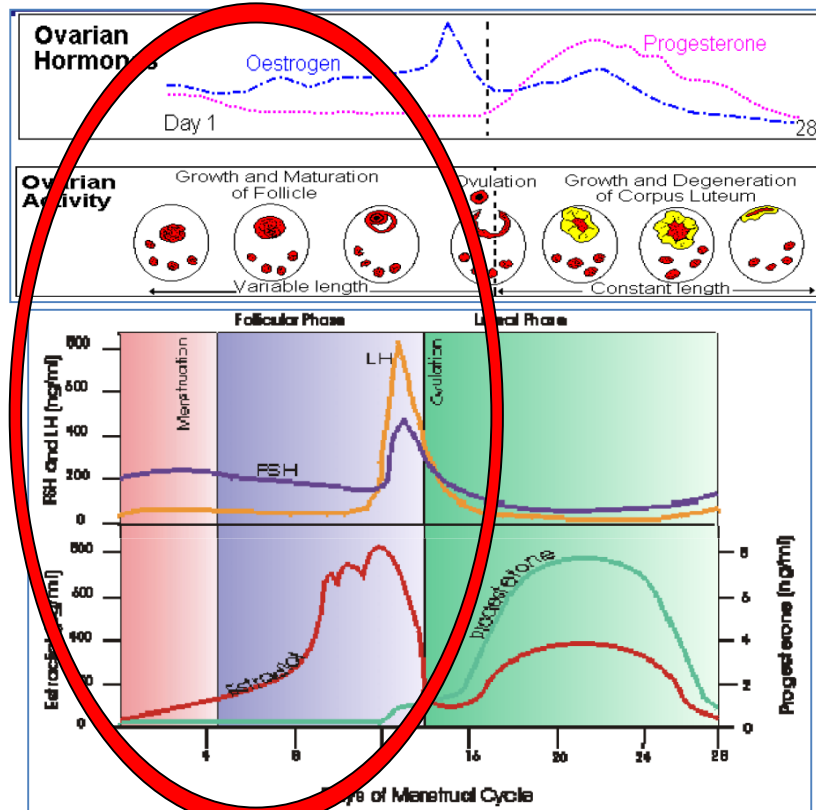 Ovarian
Hormones
Oestrogen
Progesterone
Day 1
28
Ovarian
Activity
Growth and Maturation
of Follicle
Ovulation
Growth and Degeneration
of Corpus Luteum
Variable length
Constant length
Follicular Phase
Luteal Phase
FSH and LH (ng/ml)
800
600
400
200
0
Menstruation
LH
FSH
Ovulation
800
600
400
0
Estradiol
Progesterone
8
6
4
2
0
Progesterone (ng/ml)
4
8
16
20
24
28
of Menstrual Cycle